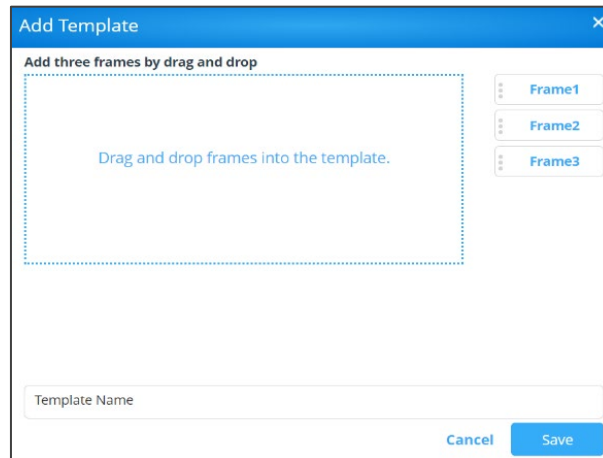 Add Template
Add three frames by drag and drop
Drag and drop frames into the template.
Frame1
Frame2
Frame3
Template Name
Cancel
Save